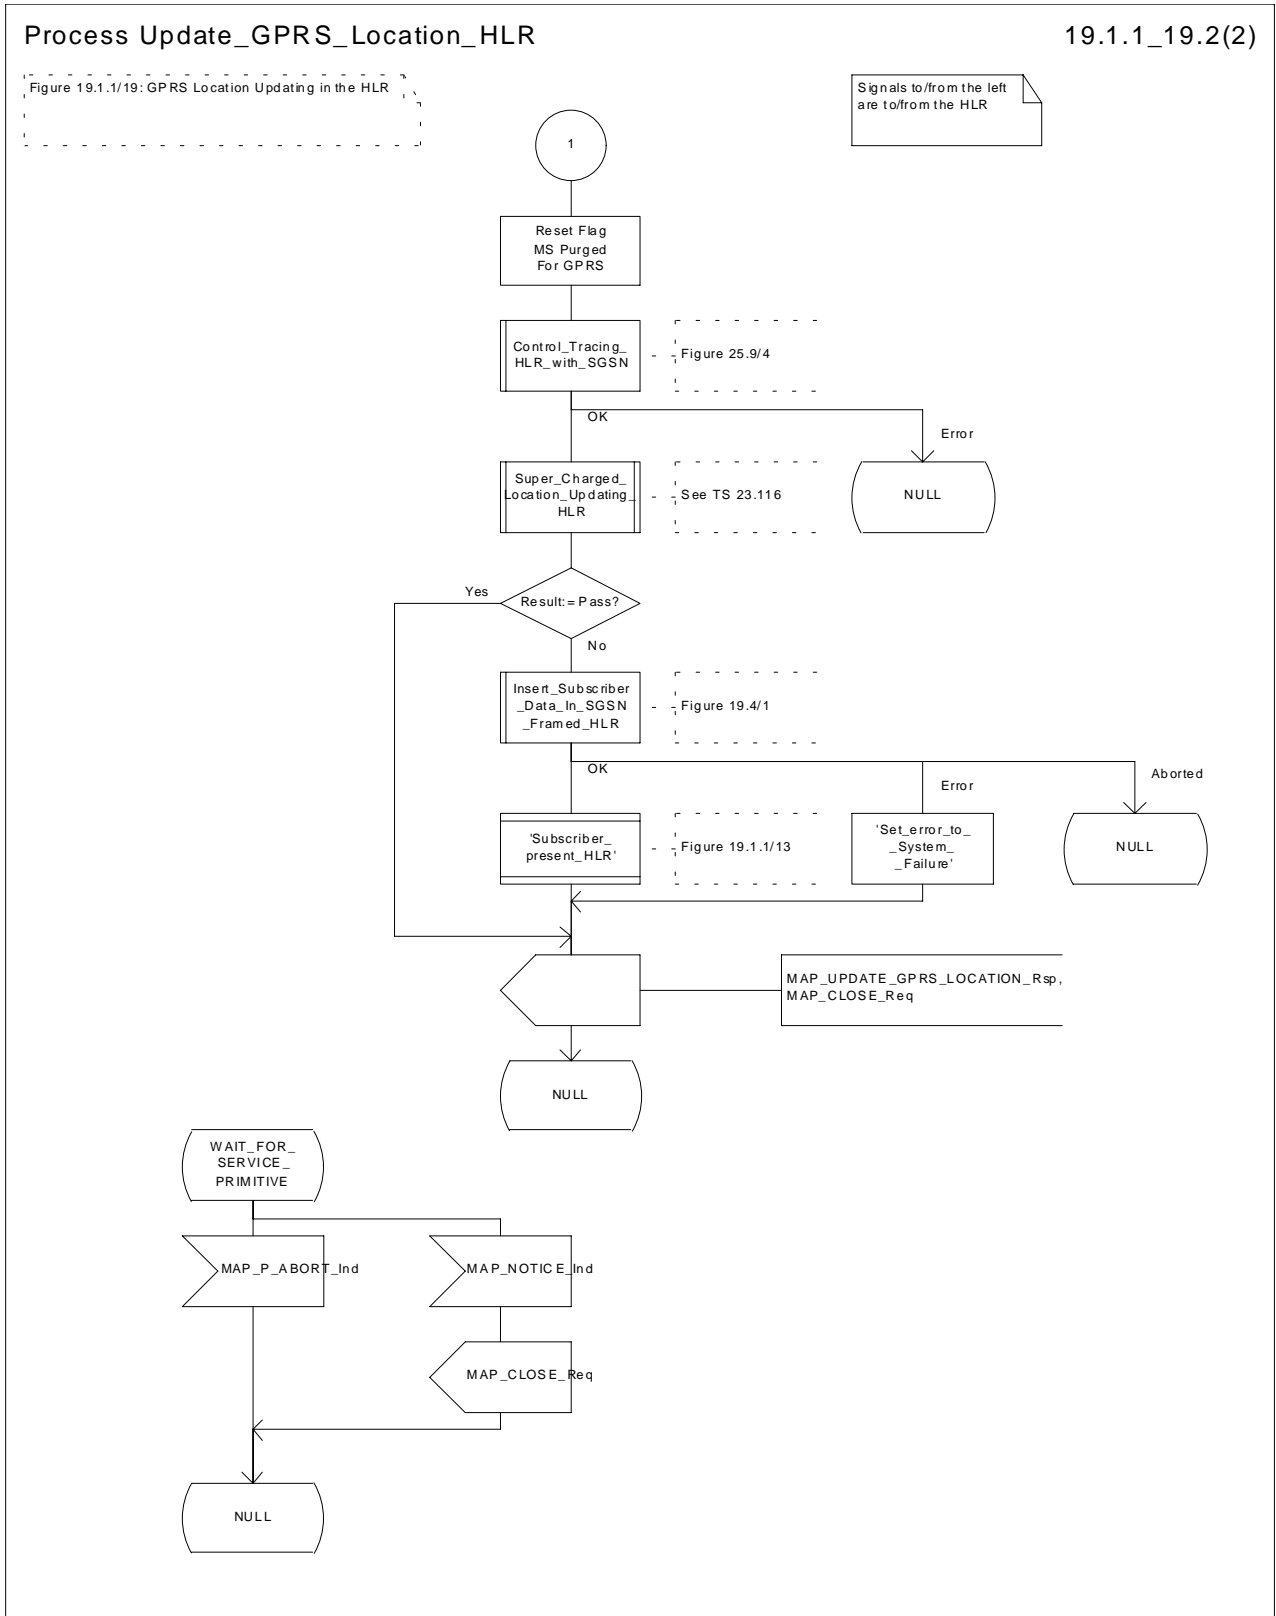 Process Update_GPRS_Location_HLR
19.1.1_19.2(2)
Figure 19.1.1/19: GPRS Location Updating in the HLR
Signals to/from the left
are to/from the HLR
1
Reset Flag
MS Purged
For GPRS
Control_Tracing_
HLR_with_SGSN
Figure 25.9/4
OK
Error
Super_Charged_
Location_Updating_
HLR
See TS 23.116
NULL
Yes
Result:=Pass?
No
Insert_Subscriber
_Data_In_SGSN
_Framed_HLR
Figure 19.4/1
OK
Error
Aborted
'Subscriber_
present_HLR'
Figure 19.1.1/13
'Set_error_to_
_System_
_Failure'
NULL
MAP_UPDATE_GPRS_LOCATION_Rsp,
MAP_CLOSE_Req
NULL
WAIT_FOR_
SERVICE_
PRIMITIVE
MAP_P_ABORT_Ind
MAP_NOTICE_Ind
MAP_CLOSE_Req
NULL